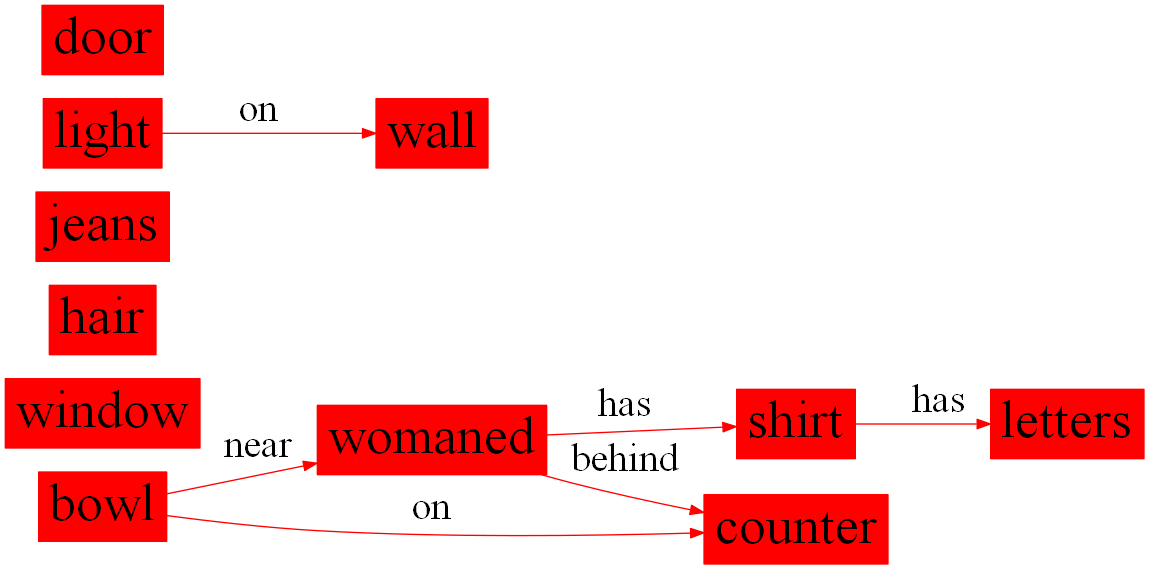 door
light
on
wall
jeans
hair
window
bowl
near
womaned
has
shirt
has
letters
behind
on
counter